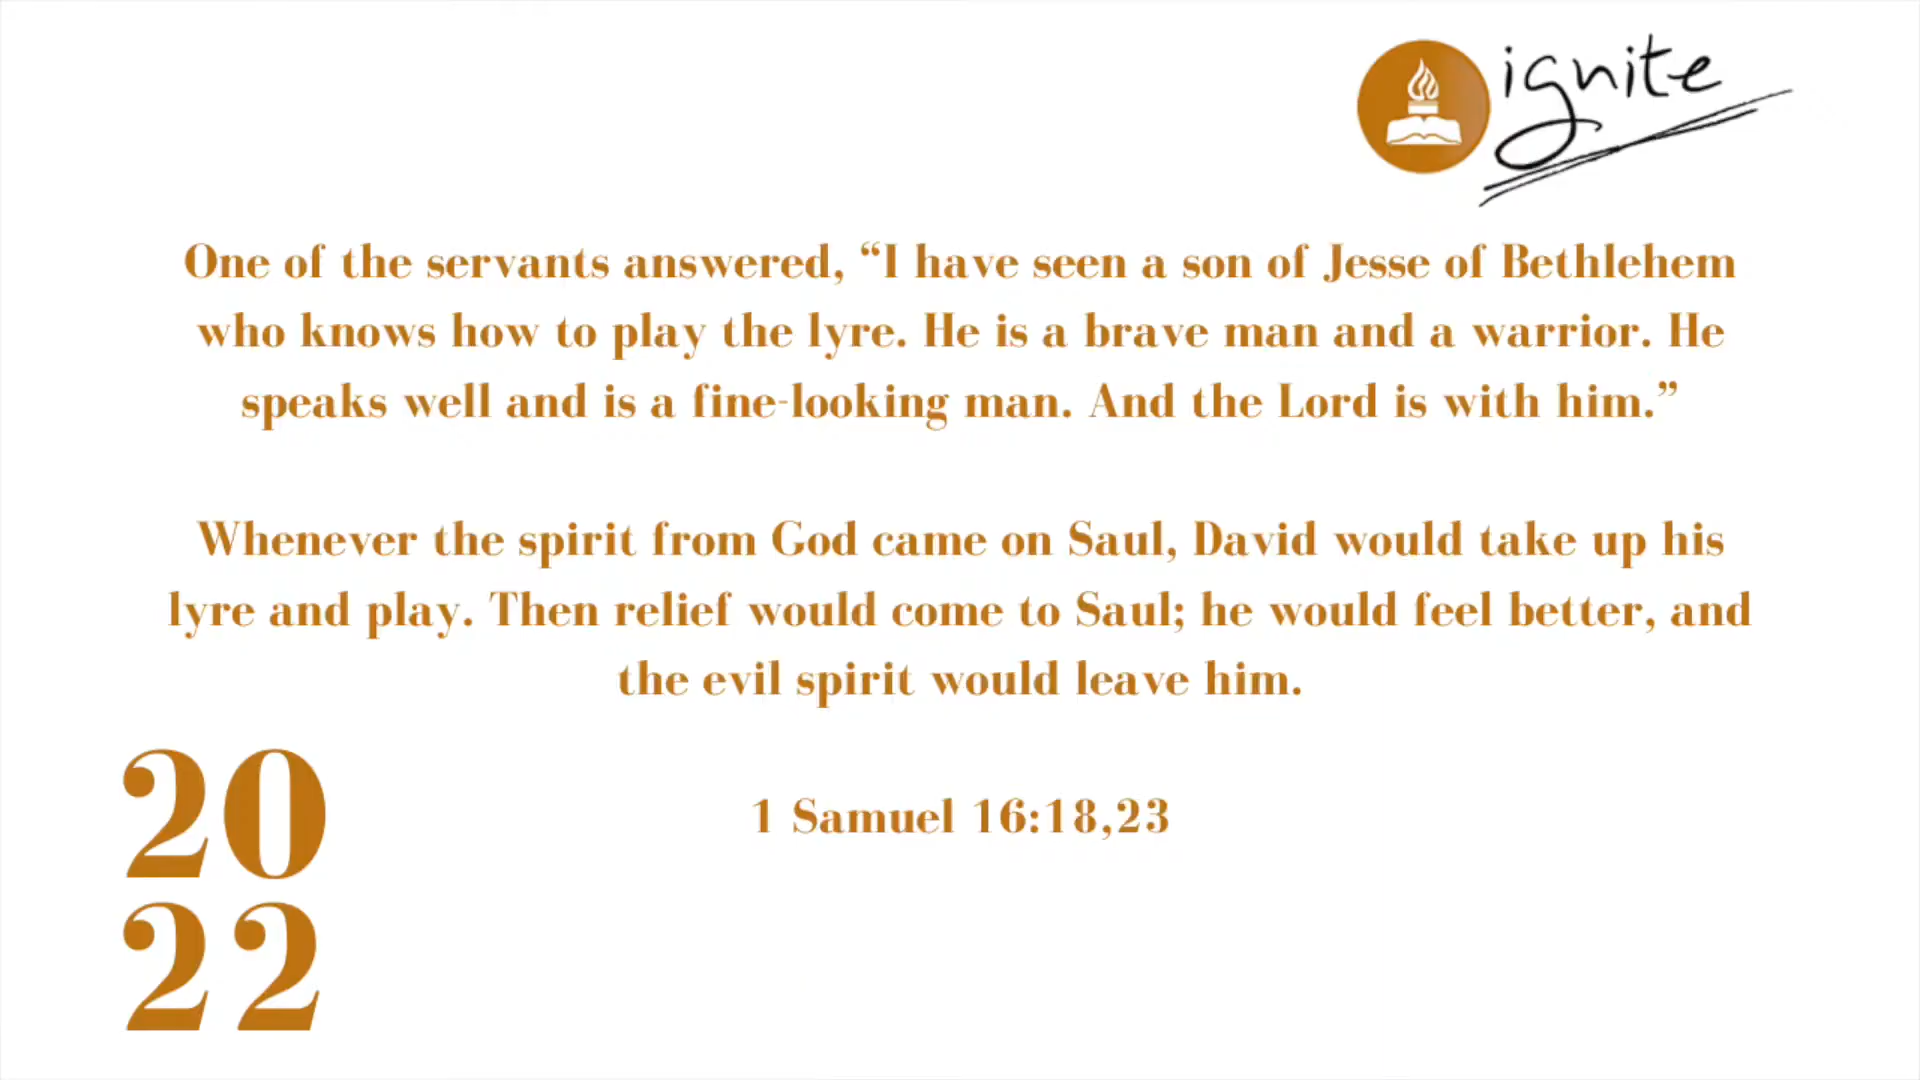 ignite
One of the servants answered, “I have seen a son of Jesse of Bethlehem
who knows how to play the lyre. He is a brave man and a warrior. He
speaks well and is a fine-looking man. And the Lord is with him.”
Whenever the spirit from God came on Saul, David would take up his
lyre and play. Then relief would come to Saul; he would feel better, and
the evil spirit would leave him.
1 Samuel 16:18,23
20
22